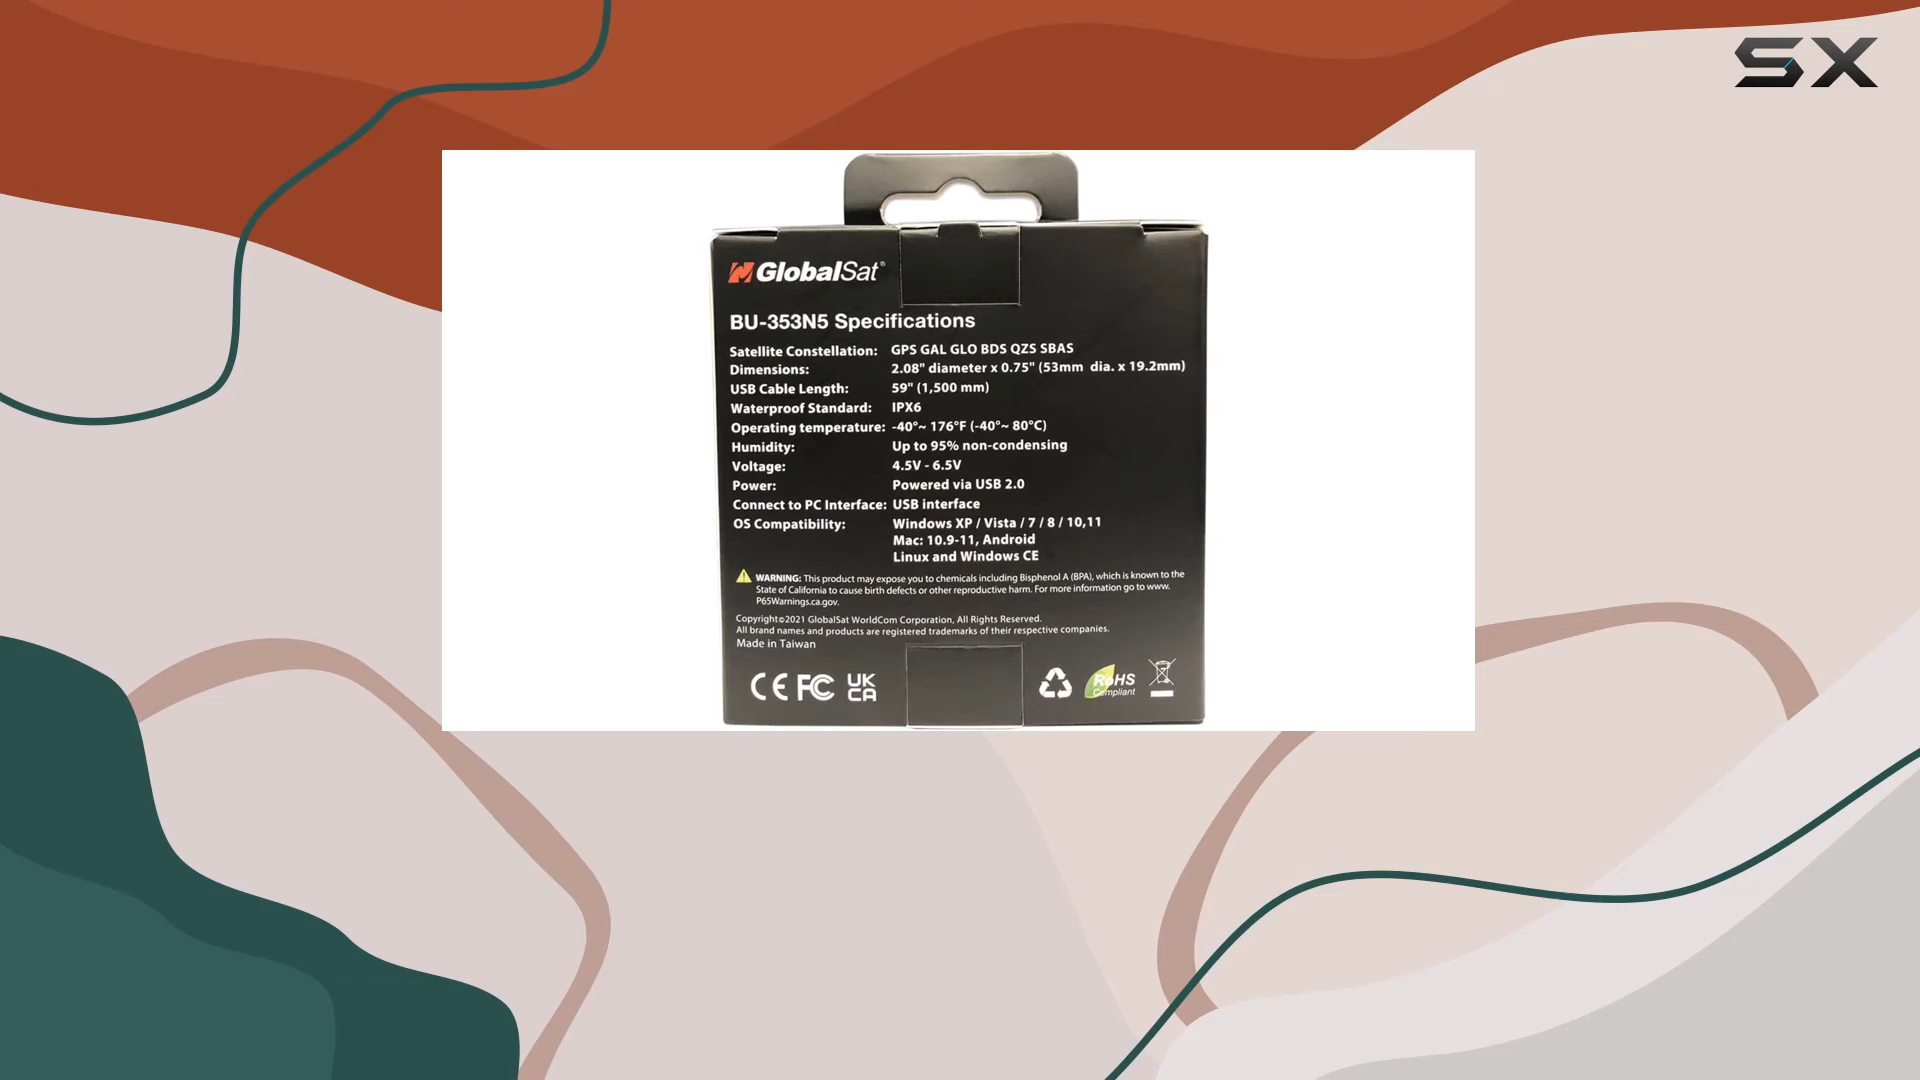 SX
GlobalSat®
BU-353N5 Specifications
Satellite Constellation: GPS GAL GLO BDS QZS SBAS
Dimensions: 2.08" diameter x 0.75" (53mm dia. x 19.2mm)
USB Cable Length: 59" (1,500 mm)
Waterproof Standard: IPX6
Operating temperature: -40°~ 176°F (-40°~ 80°C)
Humidity: Up to 95% non-condensing
Voltage: 4.5V - 6.5V
Power: Powered via USB 2.0
Connect to PC Interface: USB interface
OS Compatibility: Windows XP / Vista / 7 / 8 / 10,11
Mac: 10.9-11, Android
Linux and Windows CE
WARNING: This product may expose you to chemicals including Bisphenol A (BPA), which is known to the
State of California to cause birth defects or other reproductive harm. For more information go to www.
P65Warnings.ca.gov.
Copyright©2021 GlobalSat WorldCom Corporation, All Rights Reserved.
All brand names and products are registered trademarks of their respective companies.
Made in Taiwan
CE FC UK
CA
RoHS
Compliant